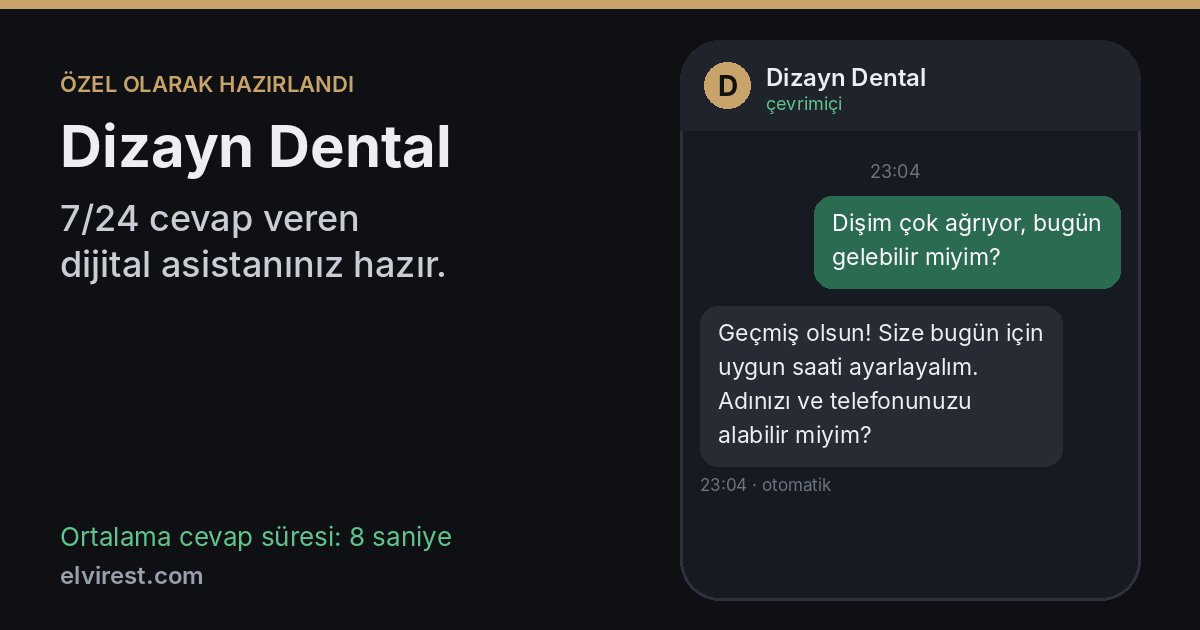 ÖZEL OLARAK HAZIRLANDI
Dizayn Dental
7/24 cevap veren
dijital asistanınız hazır.
Ortalama cevap süresi: 8 saniye
elvirest.com
D
Dizayn Dental
çevrimiçi
23:04
Dişim çok ağrıyor, bugün
gelebilir miyim?
Geçmiş olsun! Size bugün için
uygun saati ayarlayalım.
Adınızı ve telefonunuzu
alabilir miyim?
23:04 · otomatik